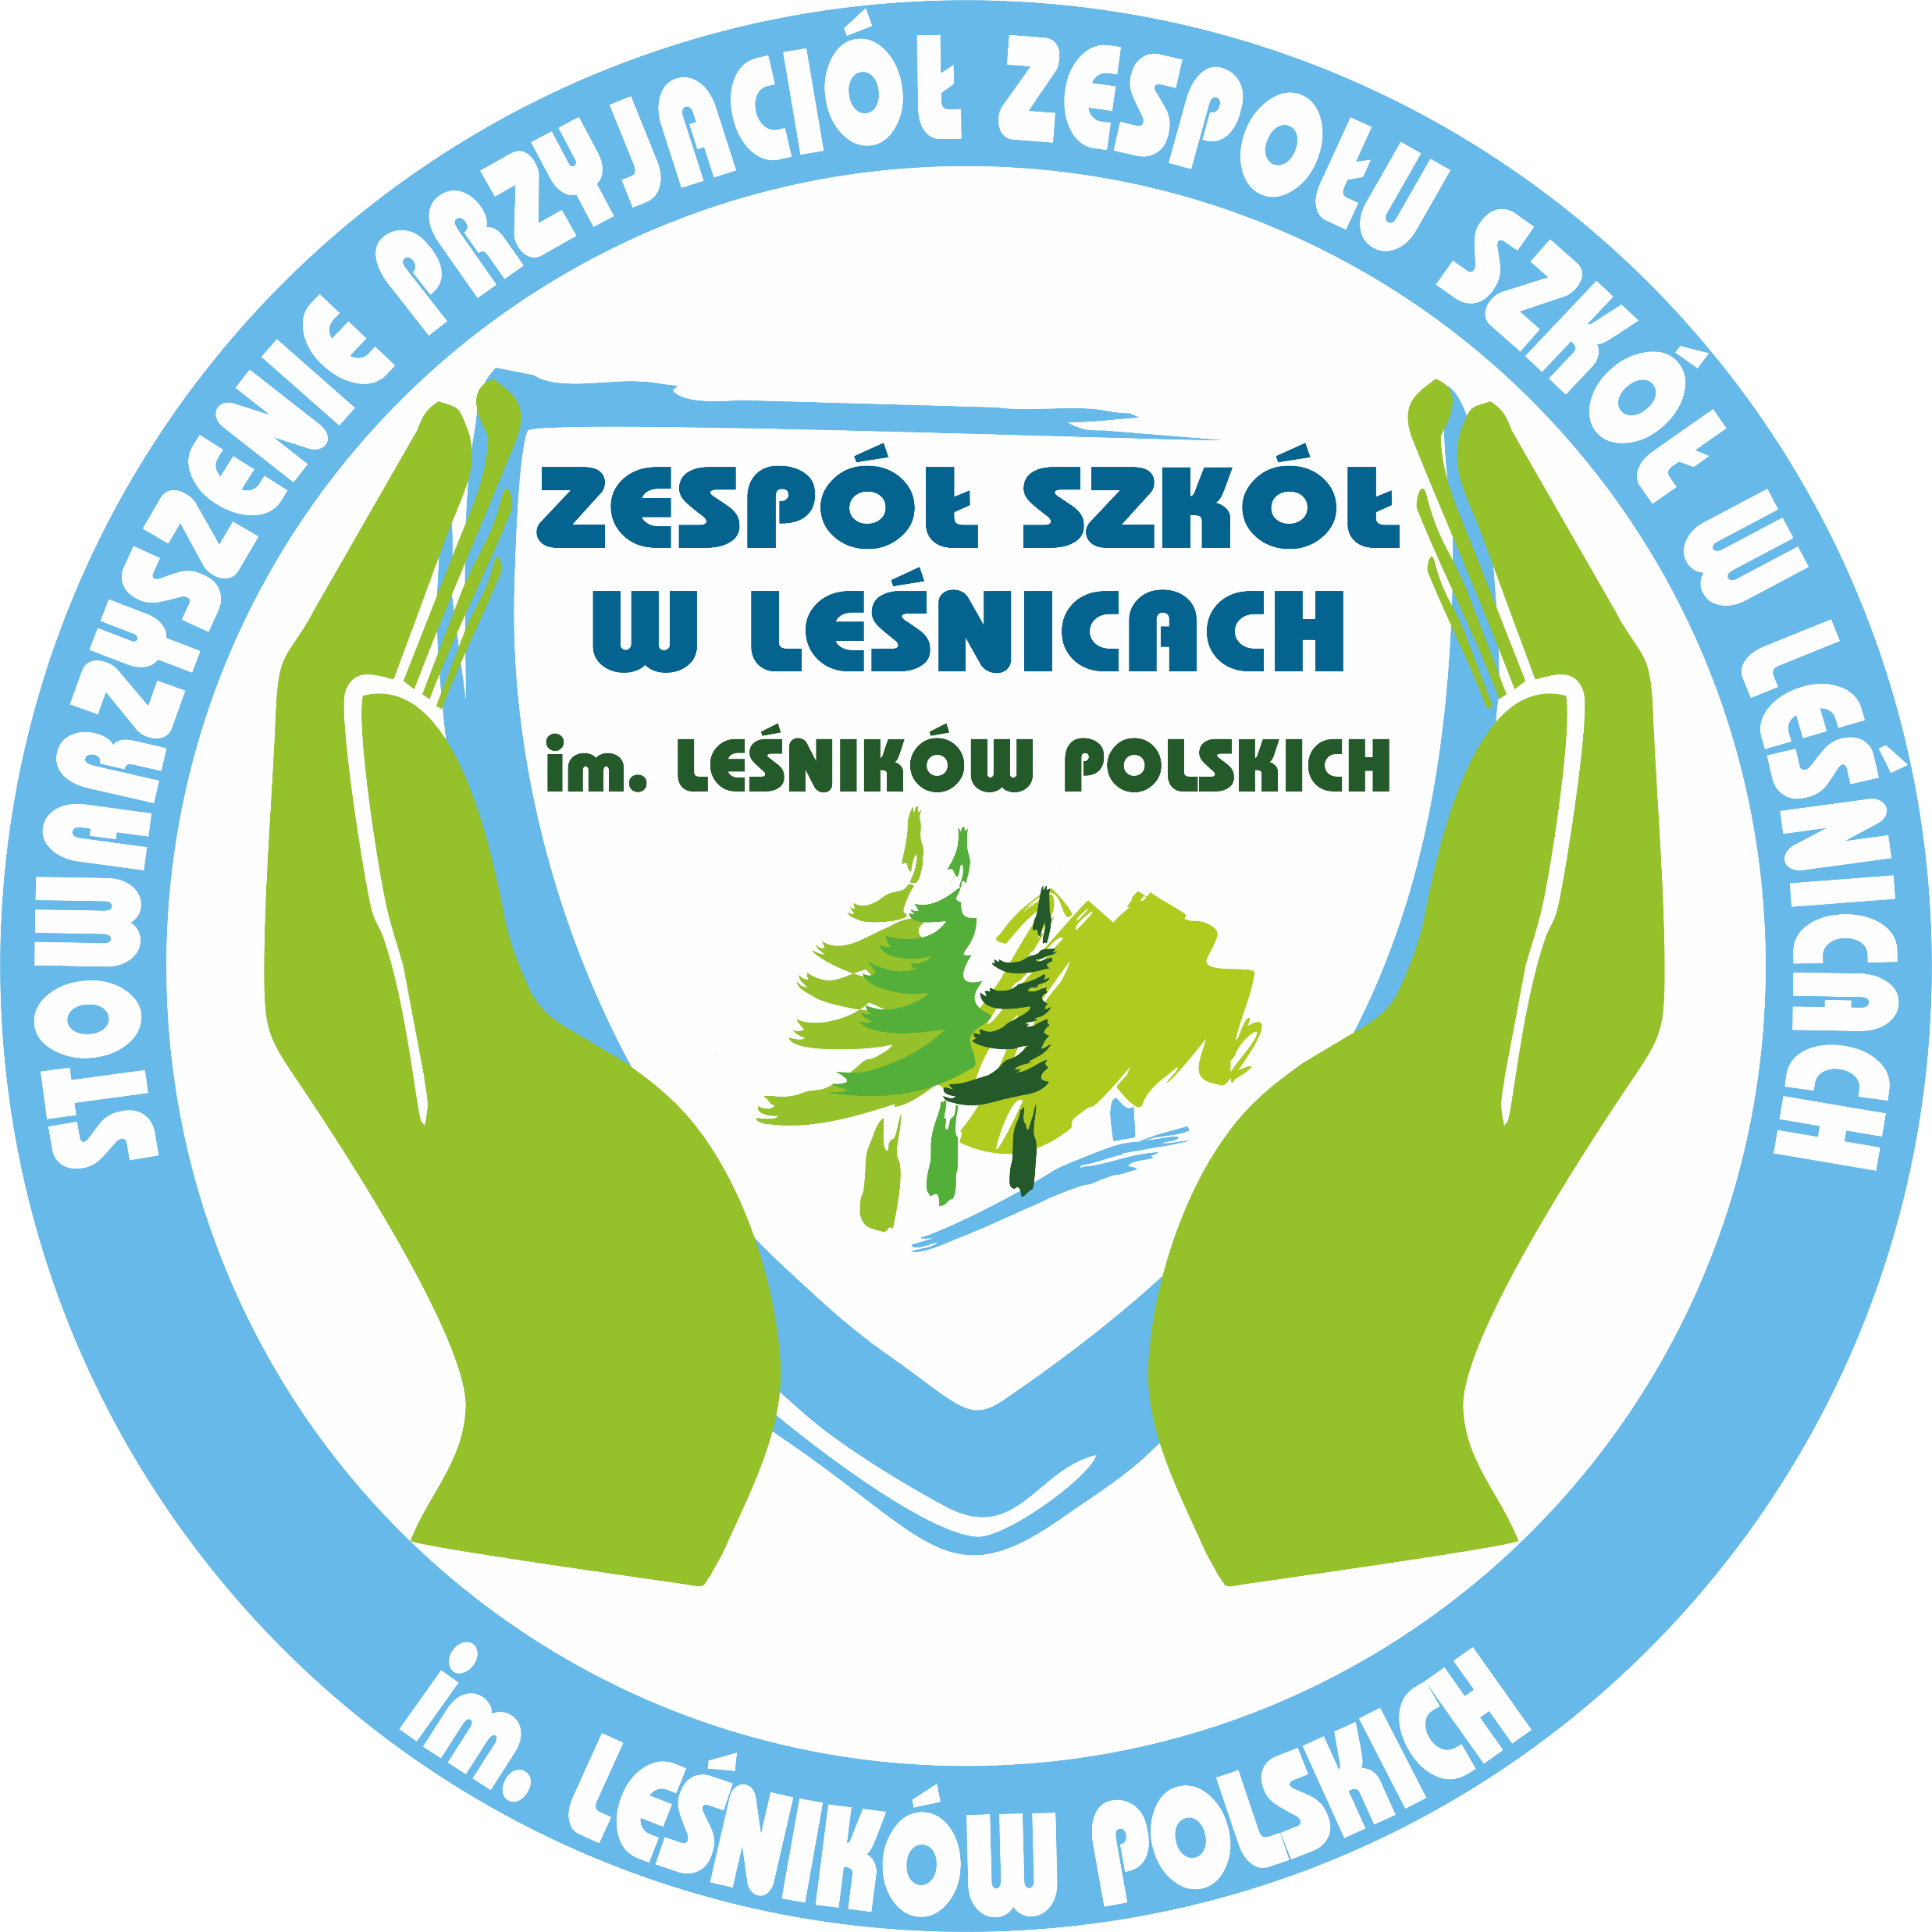 STOWARZYSZENIE PRZYJACIÓŁ ZESPOŁU SZKÓŁ W LEŚNICACH
ZESPÓŁ SZKÓŁ
W LEŚNICACH
im. LEŚNIKÓW POLSKICH
im. LEŚNIKÓW POLSKICH